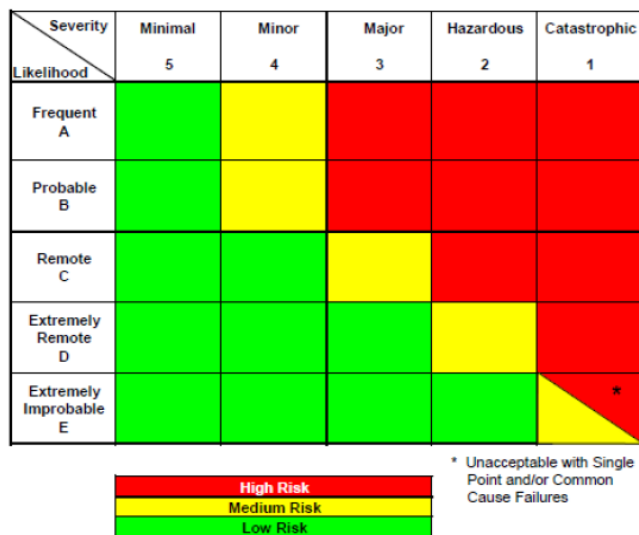 Severity
Likelihood
Minimal
5
Minor
4
Major
3
Hazardous
2
Catastrophic
1
Frequent
A
Probable
B
Remote
C
Extremely
Remote
D
Extremely
Improbable
E
*
* Unacceptable with Single
Point and/or Common
Cause Failures
High Risk
Medium Risk
Low Risk